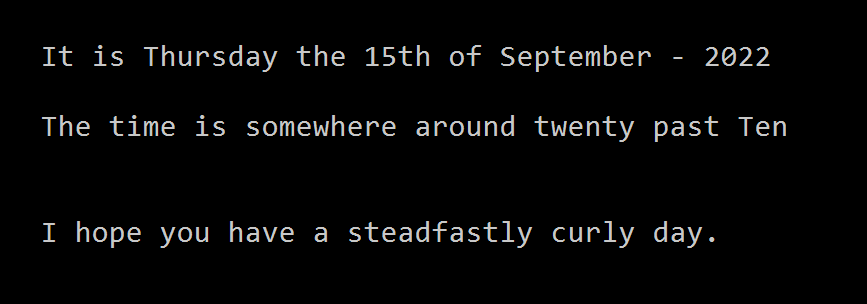 It is Thursday the 15th of September - 2022
The time is somewhere around twenty past Ten
I hope you have a steadfastly curly day.